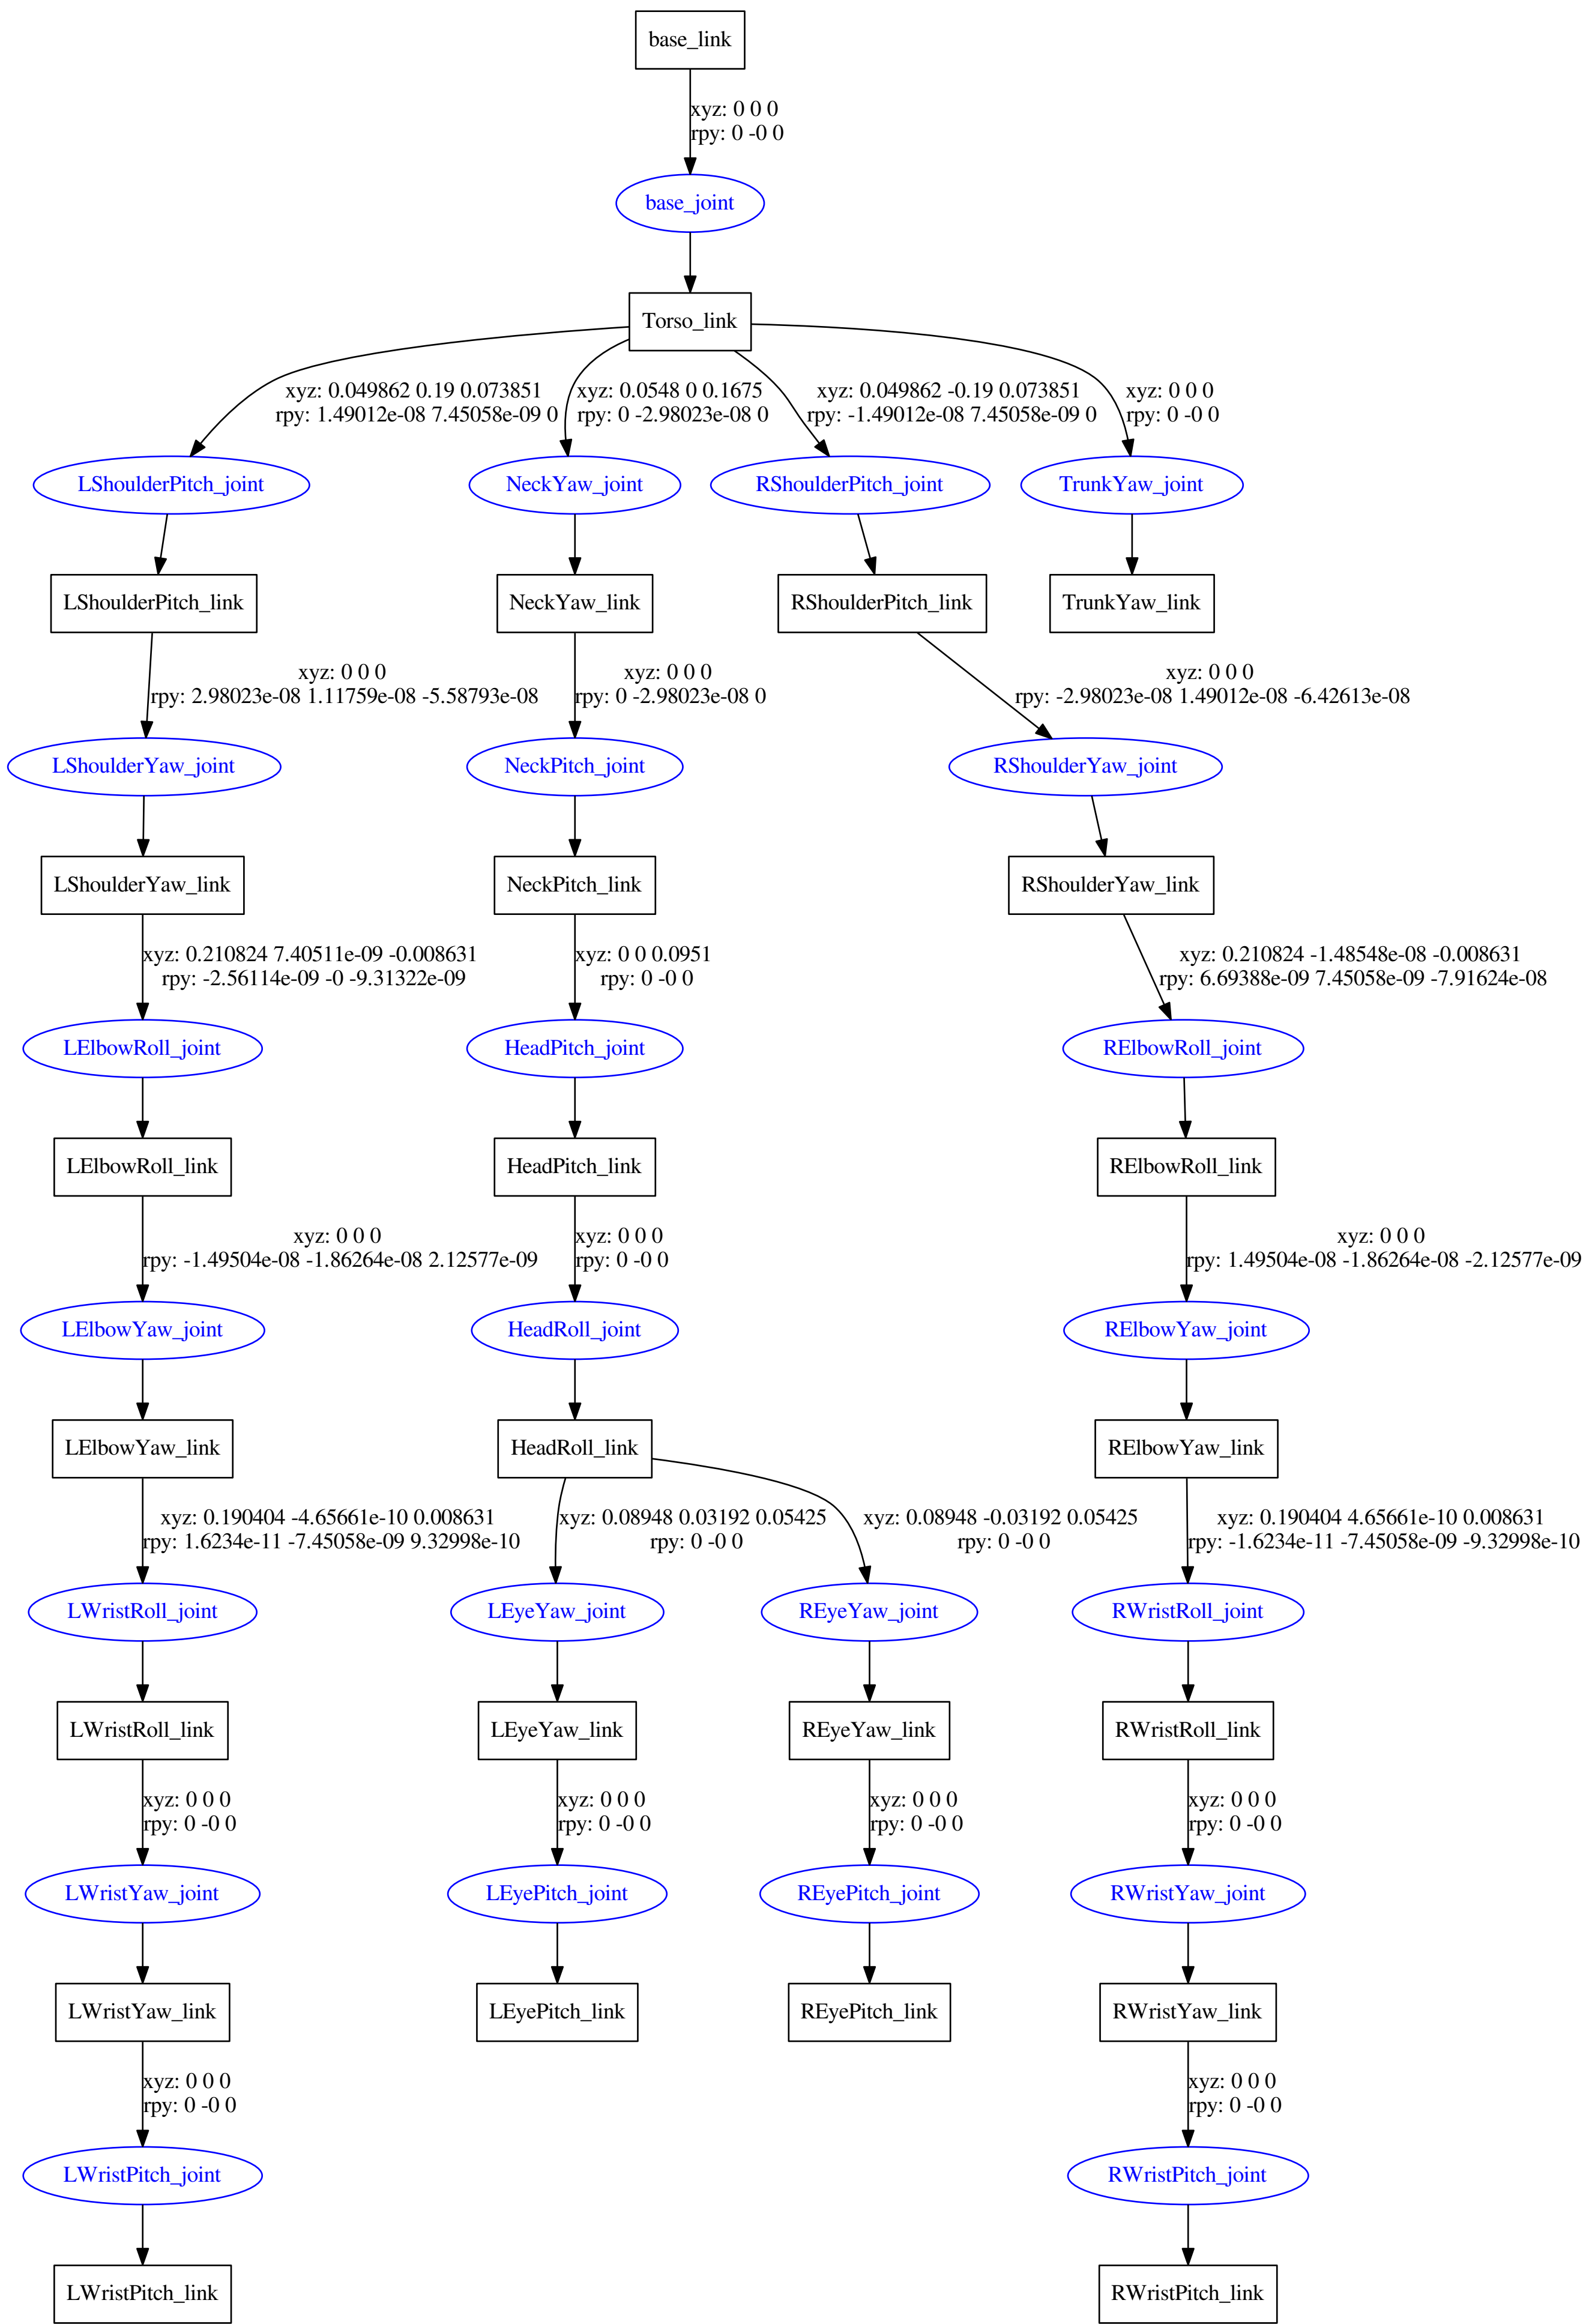 base_link
xyz: 0 0 0
rpy: 0 -0 0
base_joint
Torso_link
xyz: 0.049862 0.19 0.073851
rpy: 1.49012e-08 7.45058e-09 0
xyz: 0.0548 0 0.1675
rpy: 0 -2.98023e-08 0
xyz: 0.049862 -0.19 0.073851
rpy: -1.49012e-08 7.45058e-09 0
xyz: 0 0 0
rpy: 0 -0 0
LShoulderPitch_joint
NeckYaw_joint
RShoulderPitch_joint
TrunkYaw_joint
LShoulderPitch_link
NeckYaw_link
RShoulderPitch_link
TrunkYaw_link
xyz: 0 0 0
rpy: 2.98023e-08 1.11759e-08 -5.58793e-08
xyz: 0 0 0
rpy: 0 -2.98023e-08 0
xyz: 0 0 0
rpy: -2.98023e-08 1.49012e-08 -6.42613e-08
LShoulderYaw_joint
NeckPitch_joint
RShoulderYaw_joint
LShoulderYaw_link
NeckPitch_link
RShoulderYaw_link
xyz: 0.210824 7.40511e-09 -0.008631
rpy: -2.56114e-09 -0 -9.31322e-09
xyz: 0 0 0.0951
rpy: 0 -0 0
xyz: 0.210824 -1.48548e-08 -0.008631
rpy: 6.69388e-09 7.45058e-09 -7.91624e-08
LElbowRoll_joint
HeadPitch_joint
RElbowRoll_joint
LElbowRoll_link
HeadPitch_link
RElbowRoll_link
xyz: 0 0 0
rpy: -1.49504e-08 -1.86264e-08 2.12577e-09
xyz: 0 0 0
rpy: 0 -0 0
xyz: 0 0 0
rpy: 1.49504e-08 -1.86264e-08 -2.12577e-09
LElbowYaw_joint
HeadRoll_joint
RElbowYaw_joint
LElbowYaw_link
HeadRoll_link
RElbowYaw_link
xyz: 0.190404 -4.65661e-10 0.008631
rpy: 1.6234e-11 -7.45058e-09 9.32998e-10
xyz: 0.08948 0.03192 0.05425
rpy: 0 -0 0
xyz: 0.08948 -0.03192 0.05425
rpy: 0 -0 0
xyz: 0.190404 4.65661e-10 0.008631
rpy: -1.6234e-11 -7.45058e-09 -9.32998e-10
LWristRoll_joint
LEyeYaw_joint
REyeYaw_joint
RWristRoll_joint
LWristRoll_link
LEyeYaw_link
REyeYaw_link
RWristRoll_link
xyz: 0 0 0
rpy: 0 -0 0
xyz: 0 0 0
rpy: 0 -0 0
xyz: 0 0 0
rpy: 0 -0 0
xyz: 0 0 0
rpy: 0 -0 0
LWristYaw_joint
LEyePitch_joint
REyePitch_joint
RWristYaw_joint
LWristYaw_link
LEyePitch_link
REyePitch_link
RWristYaw_link
xyz: 0 0 0
rpy: 0 -0 0
xyz: 0 0 0
rpy: 0 -0 0
LWristPitch_joint
RWristPitch_joint
LWristPitch_link
RWristPitch_link